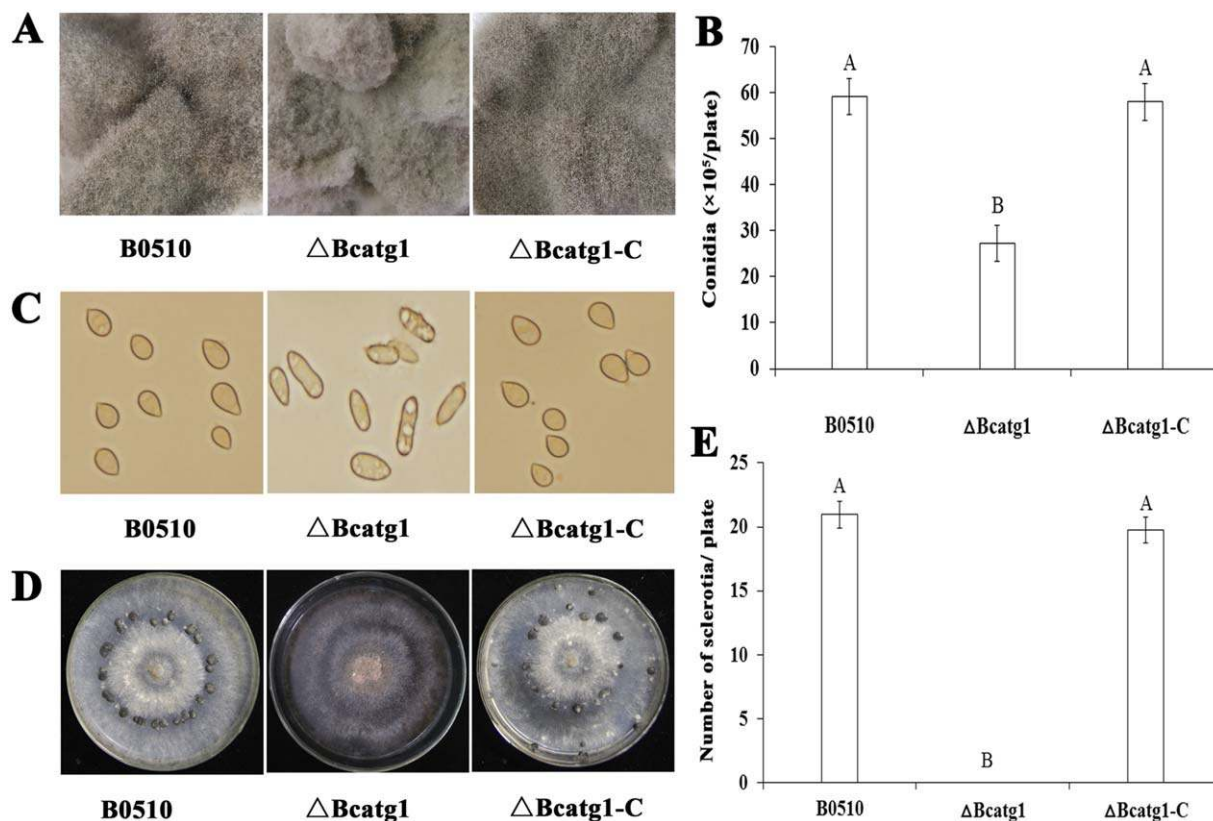 A
B0510 △Bcatg1 △Bcatg1-C
B
Conidia (×10⁵/plate)
70
60
50
40
30
20
10
0
A
B
A
B0510 ΔBcatg1 ΔBcatg1-C
C
B0510 △Bcatg1 △Bcatg1-C
D
B0510 △Bcatg1 △Bcatg1-C
E
Number of sclerotia/ plate
25
20
15
10
5
0
A
B
A
B0510 ΔBcatg1 ΔBcatg1-C